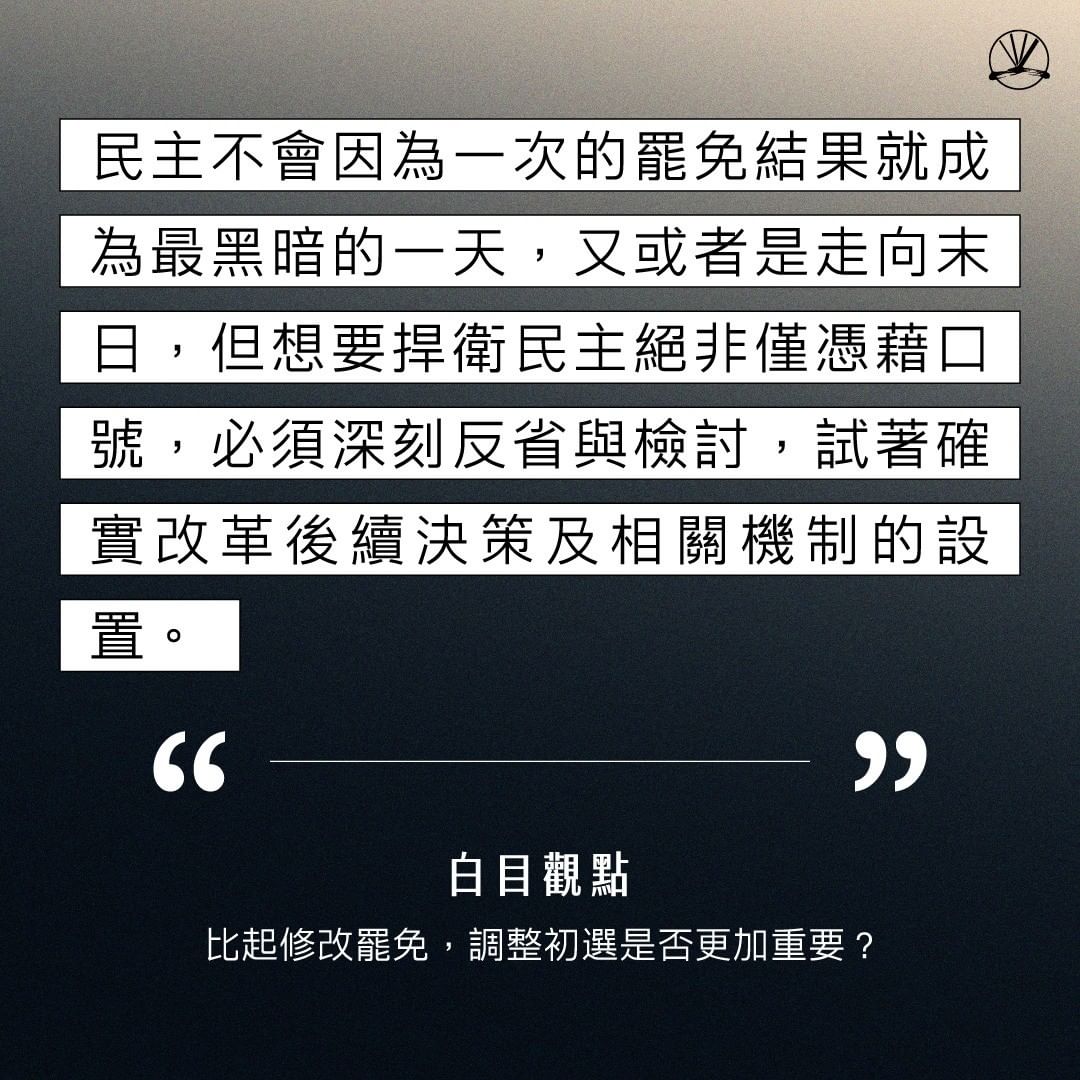 民主不會因為一次的罷免結果就成
為最黑暗的一天，又或者是走向末
日，但想要捍衛民主絕非僅憑藉口
號，必須深刻反省與檢討，試著確
實改革後續決策及相關機制的設
置。
“ ”
白目觀點
比起修改罷免，調整初選是否更加重要？